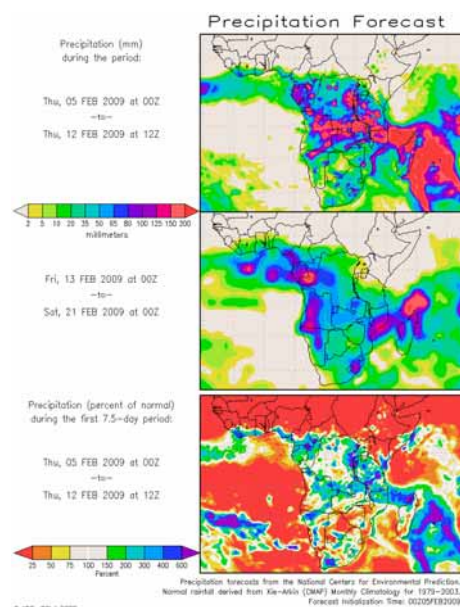 Precipitation Forecast
Precipitation (mm)
during the period:
Thu, 05 FEB 2009 at 00Z
-to-
Thu, 12 FEB 2009 at 12Z
2 5 10 20 35 50 65 80 100 125 150 200
millimeters
Fri, 13 FEB 2009 at 00Z
-to-
Sat, 21 FEB 2009 at 00Z
Precipitation (percent of normal)
during the first 7.5-day period:
Thu, 05 FEB 2009 at 00Z
-to-
Thu, 12 FEB 2009 at 12Z
25 50 75 100 150 200 300 400 600
Percent
Precipitation forecasts from the National Centers for Environmental Prediction.
Normal rainfall derived from Xie-Arkin (CMAP) Monthly Climatology for 1979-2003.
Forecast Initialization Time: 00Z05FEB2009